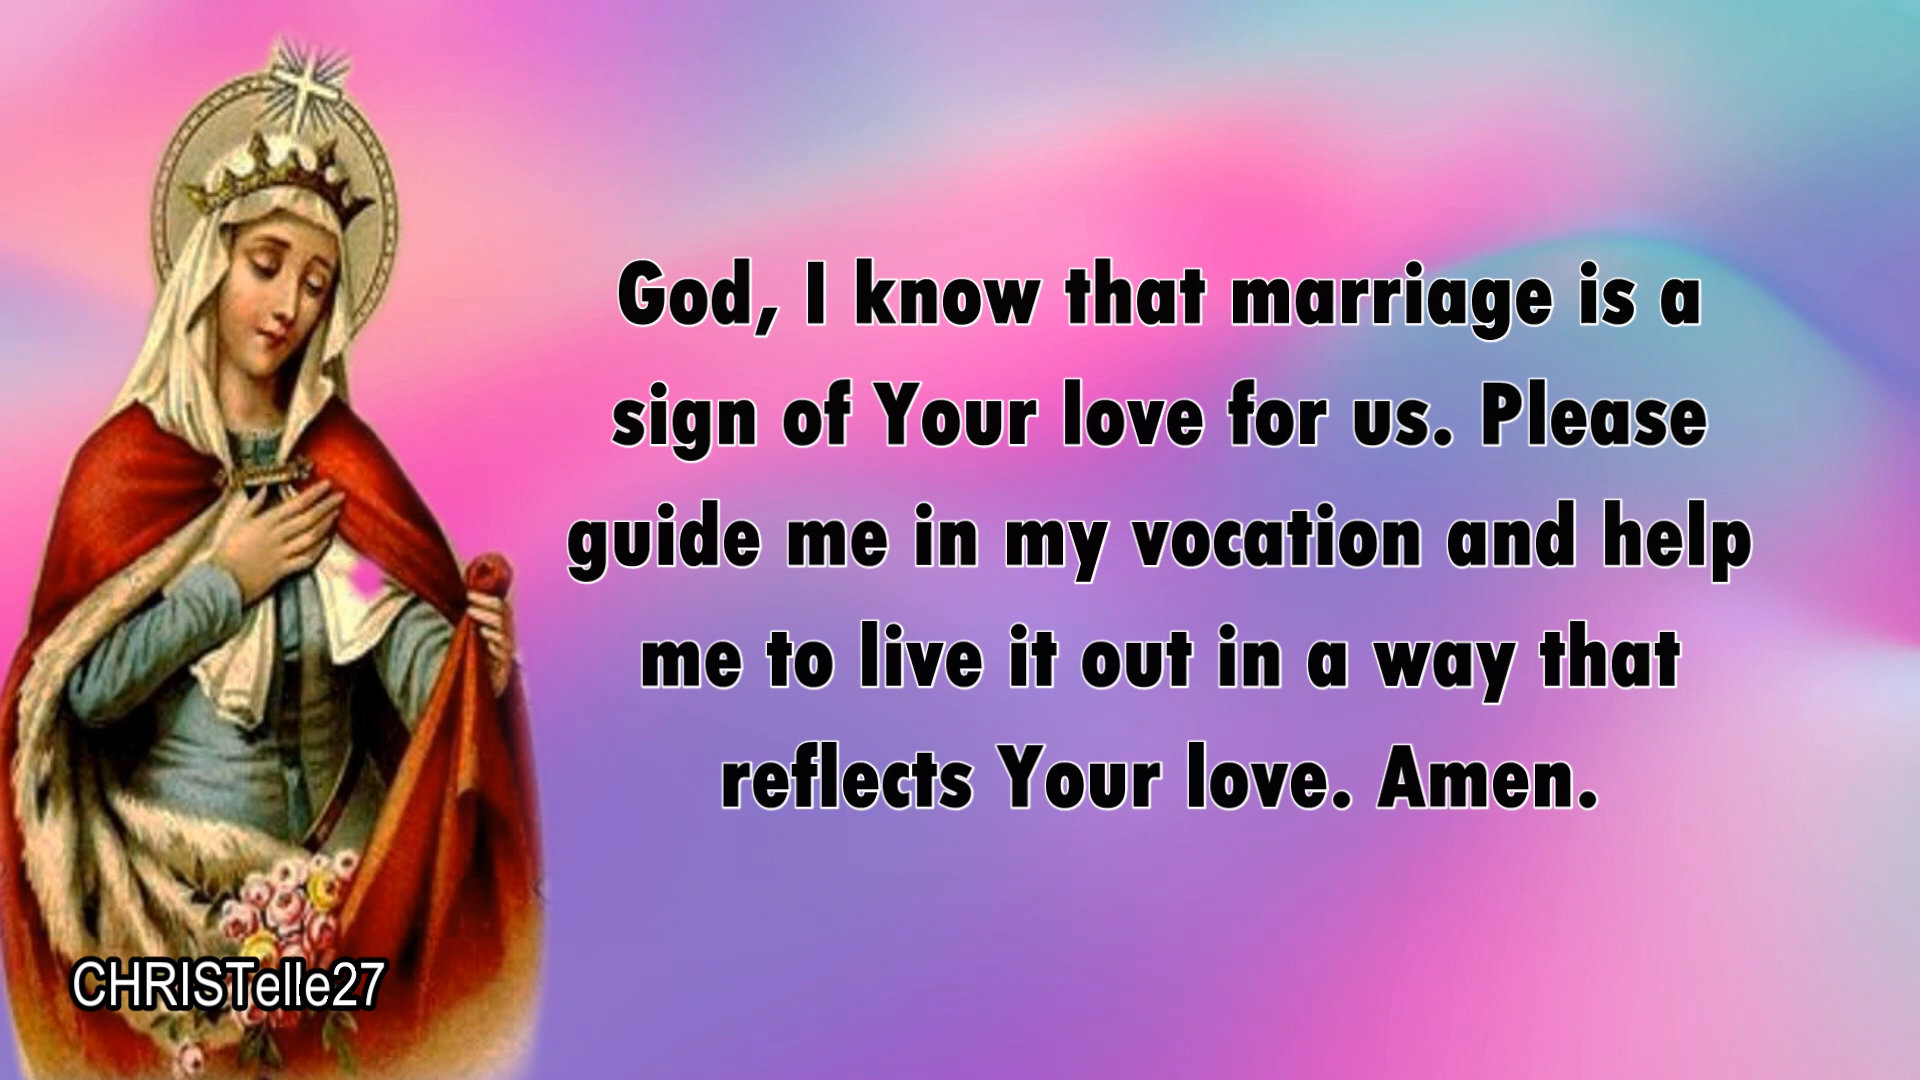 God, I know that marriage is a
sign of Your love for us. Please
guide me in my vocation and help
me to live it out in a way that
reflects Your love. Amen.
CHRISTelle27